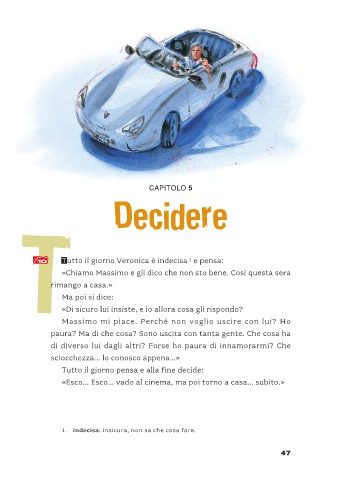 CAPITOLO 5
Decidere
Tutto il giorno Veronica è indecisa 1 e pensa:
«Chiamo Massimo e gli dico che non sto bene. Così questa sera
rimango a casa.»
Ma poi si dice:
«Di sicuro lui insiste, e io allora cosa gli rispondo?
Massimo mi piace. Perché non voglio uscire con lui? Ho
paura? Ma di che cosa? Sono uscita con tanta gente. Che cosa ha
di diverso lui dagli altri? Forse ho paura di innamorarmi? Che
sciocchezza... lo conosco appena...»
Tutto il giorno pensa e alla fine decide:
«Esco... Esco... vado al cinema, ma poi torno a casa... subito.»
1. indecisa: insicura, non sa che cosa fare.
47